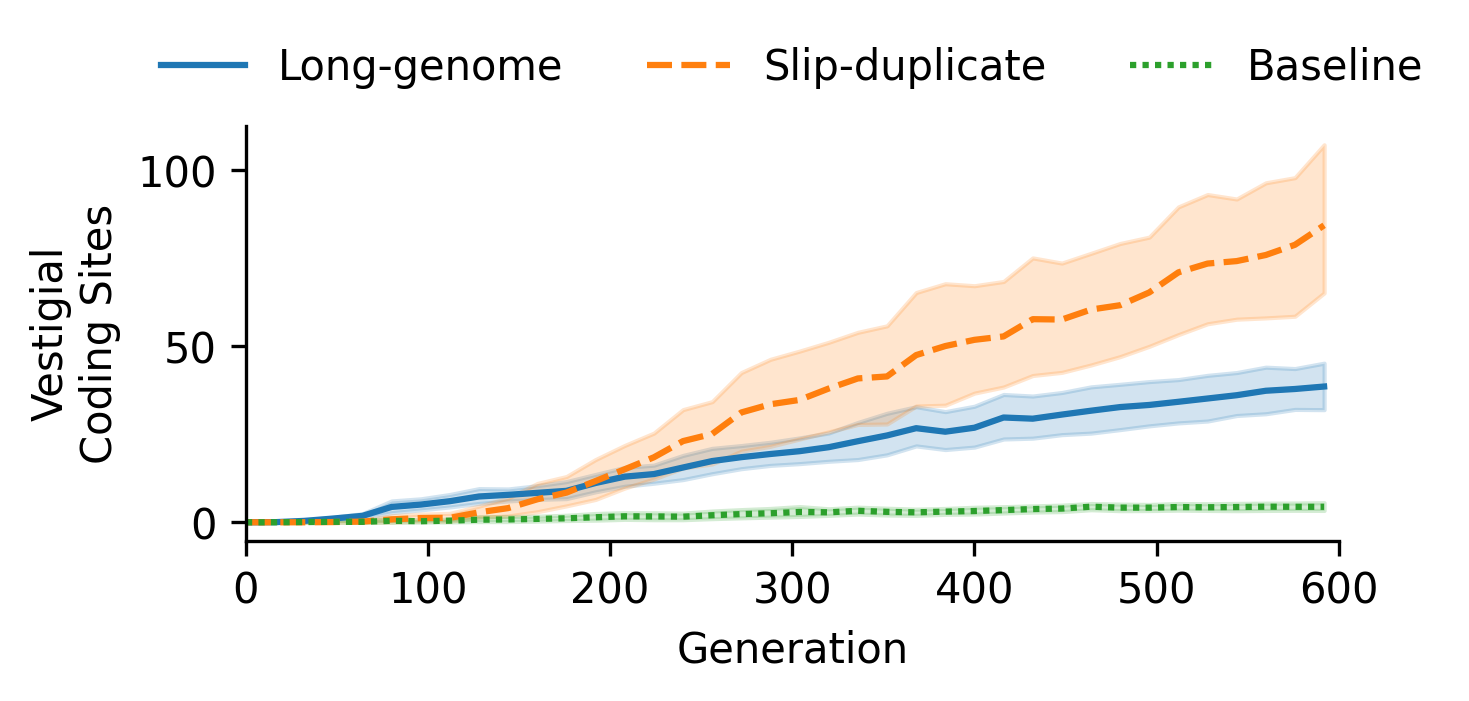 Long-genome Slip-duplicate Baseline
100
50
0
Vestigial
Coding Sites
0 100 200 300 400 500 600
Generation